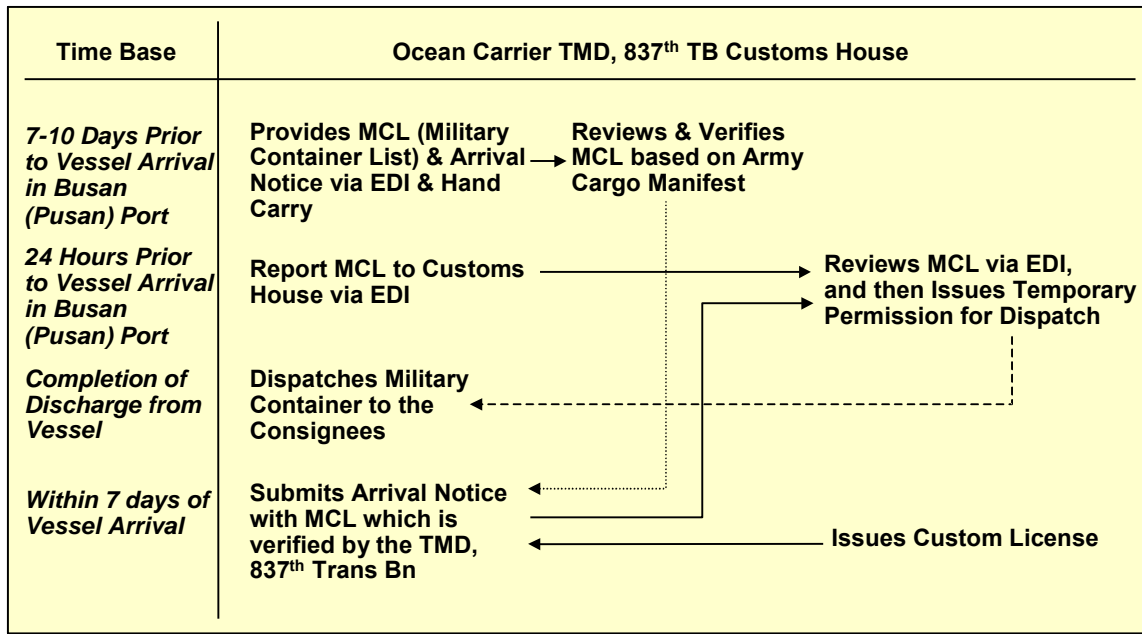 Time Base
Ocean Carrier TMD, 837th TB Customs House
7-10 Days Prior
to Vessel Arrival
in Busan
(Pusan) Port
Provides MCL (Military
Container List) & Arrival
Notice via EDI & Hand
Carry
Reviews & Verifies
MCL based on Army
Cargo Manifest
24 Hours Prior
to Vessel Arrival
in Busan
(Pusan) Port
Report MCL to Customs
House via EDI
Reviews MCL via EDI,
and then Issues Temporary
Permission for Dispatch
Completion of
Discharge from
Vessel
Dispatches Military
Container to the
Consignees
Within 7 days of
Vessel Arrival
Submits Arrival Notice
with MCL which is
verified by the TMD,
837th Trans Bn
Issues Custom License